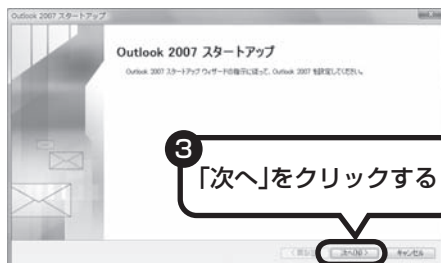 Outlook 2007 スタートアップ
Outlook 2007 スタートアップ
Outlook 2007 スタートアップ ウィザードの指示に従って、Outlook 2007 を設定してください。
3
「次へ」をクリックする
次へ(N) >
キャンセル